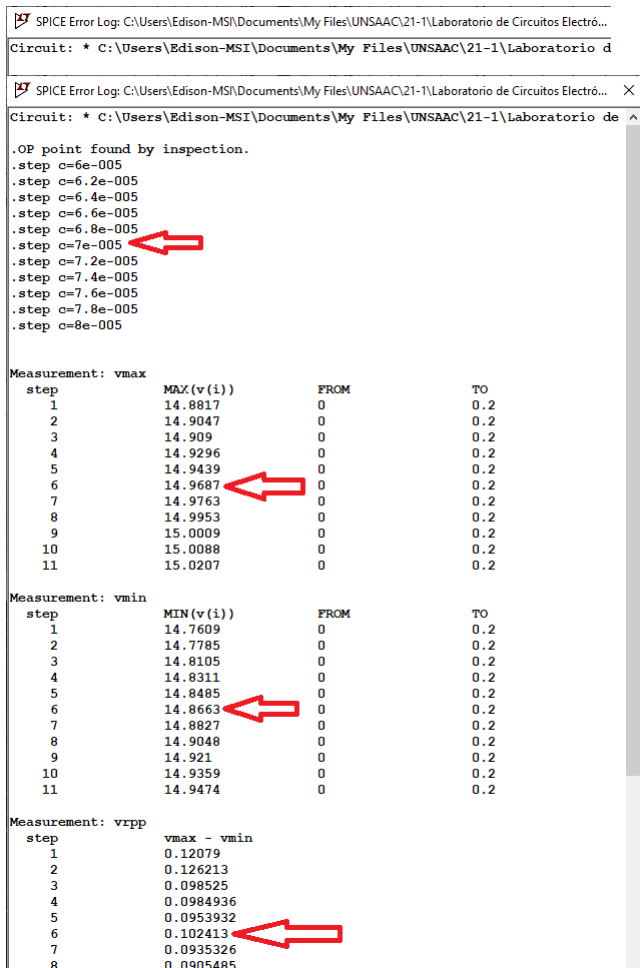 SPICE Error Log: C:\Users\Edison-MSI\Documents\My Files\UNSAAC\21-1\Laboratorio de Circuitos Electró...
Circuit: * C:\Users\Edison-MSI\Documents\My Files\UNSAAC\21-1\Laboratorio d
SPICE Error Log: C:\Users\Edison-MSI\Documents\My Files\UNSAAC\21-1\Laboratorio de Circuitos Electró...
Circuit: * C:\Users\Edison-MSI\Documents\My Files\UNSAAC\21-1\Laboratorio de
.OP point found by inspection.
.step c=6e-005
.step c=6.2e-005
.step c=6.4e-005
.step c=6.6e-005
.step c=6.8e-005
.step c=7e-005
.step c=7.2e-005
.step c=7.4e-005
.step c=7.6e-005
.step c=7.8e-005
.step c=8e-005
Measurement: vmax
step MAX(v(i)) FROM TO
1 14.8817 0 0.2
2 14.9047 0 0.2
3 14.909 0 0.2
4 14.9296 0 0.2
5 14.9439 0 0.2
6 14.9687 0 0.2
7 14.9763 0 0.2
8 14.9953 0 0.2
9 15.0009 0 0.2
10 15.0088 0 0.2
11 15.0207 0 0.2
Measurement: vmin
step MIN(v(i)) FROM TO
1 14.7609 0 0.2
2 14.7785 0 0.2
3 14.8105 0 0.2
4 14.8311 0 0.2
5 14.8485 0 0.2
6 14.8663 0 0.2
7 14.8827 0 0.2
8 14.9048 0 0.2
9 14.921 0 0.2
10 14.9359 0 0.2
11 14.9474 0 0.2
Measurement: vrpp
step vmax - vmin
1 0.12079
2 0.126213
3 0.098525
4 0.0984936
5 0.0953932
6 0.102413
7 0.0935326
8 0.0905485